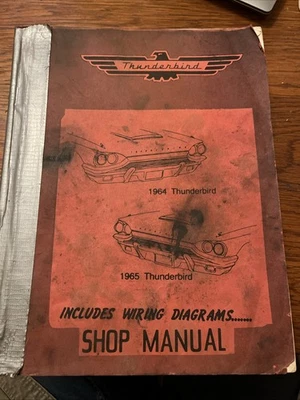 Thunderbird
1964 Thunderbird
1965 Thunderbird
INCLUDES WIRING DIAGRAMS.......
SHOP MANUAL